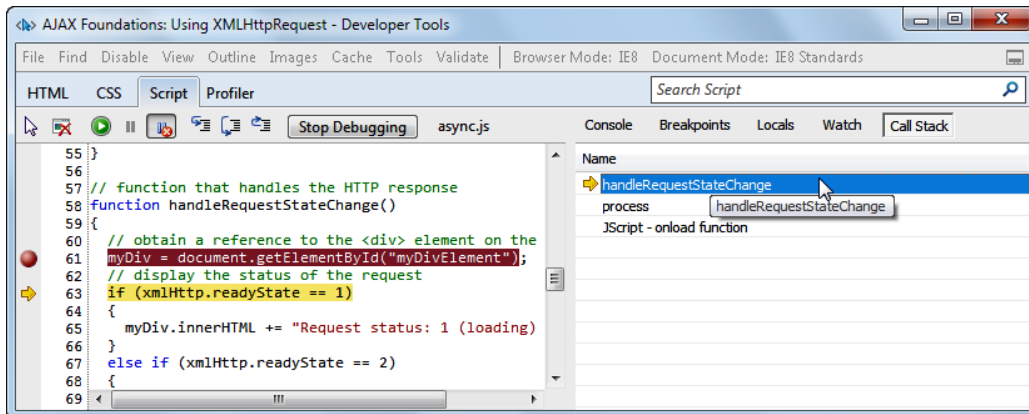 <b> AJAX Foundations: Using XMLHttpRequest - Developer Tools
File Find Disable View Outline Images Cache Tools Validate Browser Mode: IE8 Document Mode: IE8 Standards
HTML CSS Script Profiler Search Script
Stop Debugging async.js Console Breakpoints Locals Watch Call Stack
Name
55 }
56
57 // function that handles the HTTP response
58 function handleRequestStateChange()
59 {
60 // obtain a reference to the <div> element on the
61 myDiv = document.getElementById("myDivElement");
62 // display the status of the request
63 if (xmlHttp.readyState == 1)
64 {
65 myDiv.innerHTML += "Request status: 1 (loading)
66 }
67 else if (xmlHttp.readyState == 2)
68 {
69
handleRequestStateChange
process
handleRequestStateChange
JScript - onload function